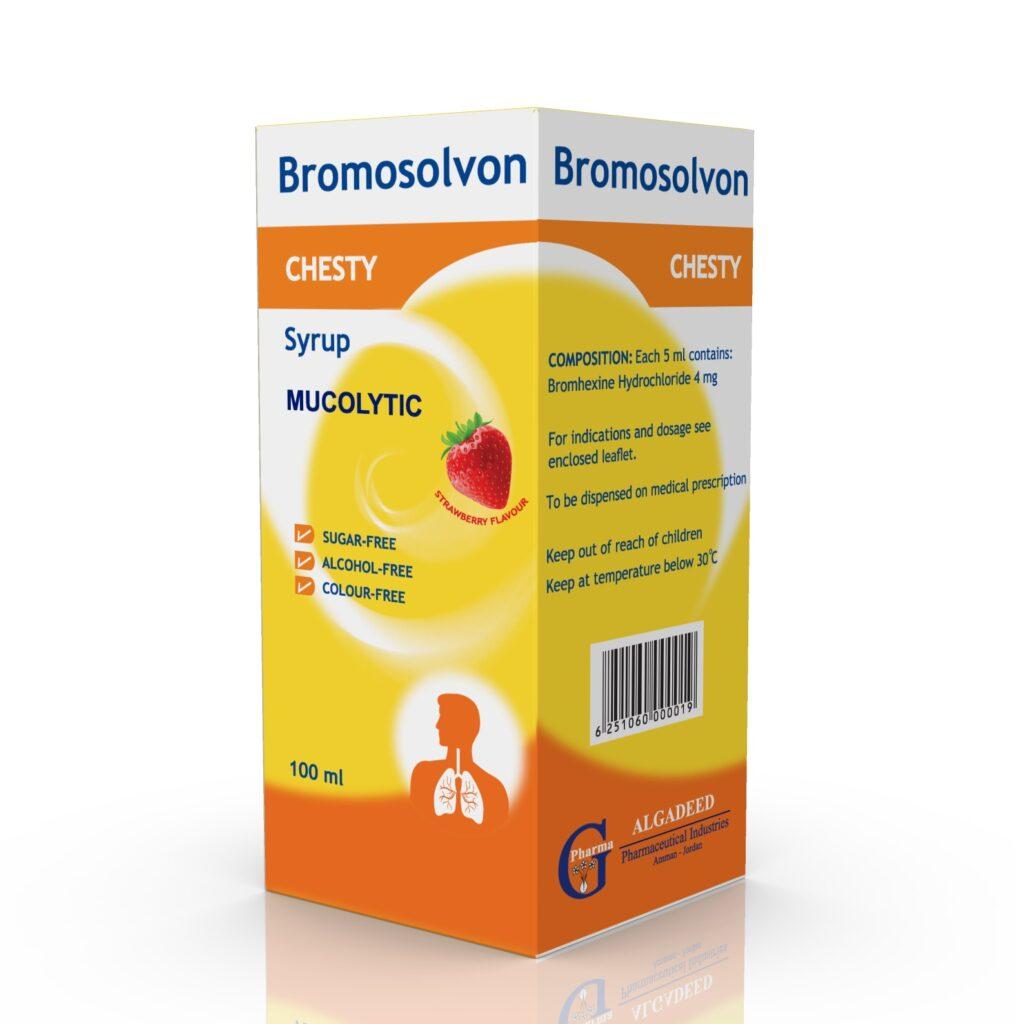 Bromosolvon
CHESTY
Syrup
MUCOLYTIC
STRAWBERRY FLAVOUR
SUGAR-FREE
ALCOHOL-FREE
COLOUR-FREE
100 ml
Bromosolvon
CHESTY
COMPOSITION: Each 5 ml contains:
Bromhexine Hydrochloride 4 mg
For indications and dosage see
enclosed leaflet.
To be dispensed on medical prescription
Keep out of reach of children
Keep at temperature below 30°C
6 251060 000019
G Pharma
ALGADEED
Pharmaceutical Industries
Amman - Jordan